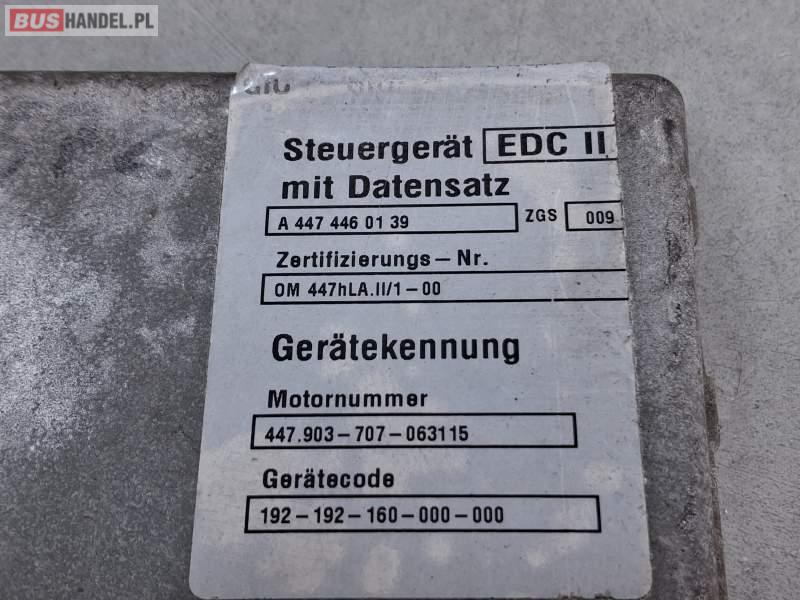 BUSHANDEL.PL
Steuergerät EDC II
mit Datensatz
A 447 446 01 39 ZGS 009
Zertifizierungs-Nr.
OM 447hLA.II/1-00
Gerätekennung
Motornummer
447.903-707-063115
Gerätecode
192-192-160-000-000